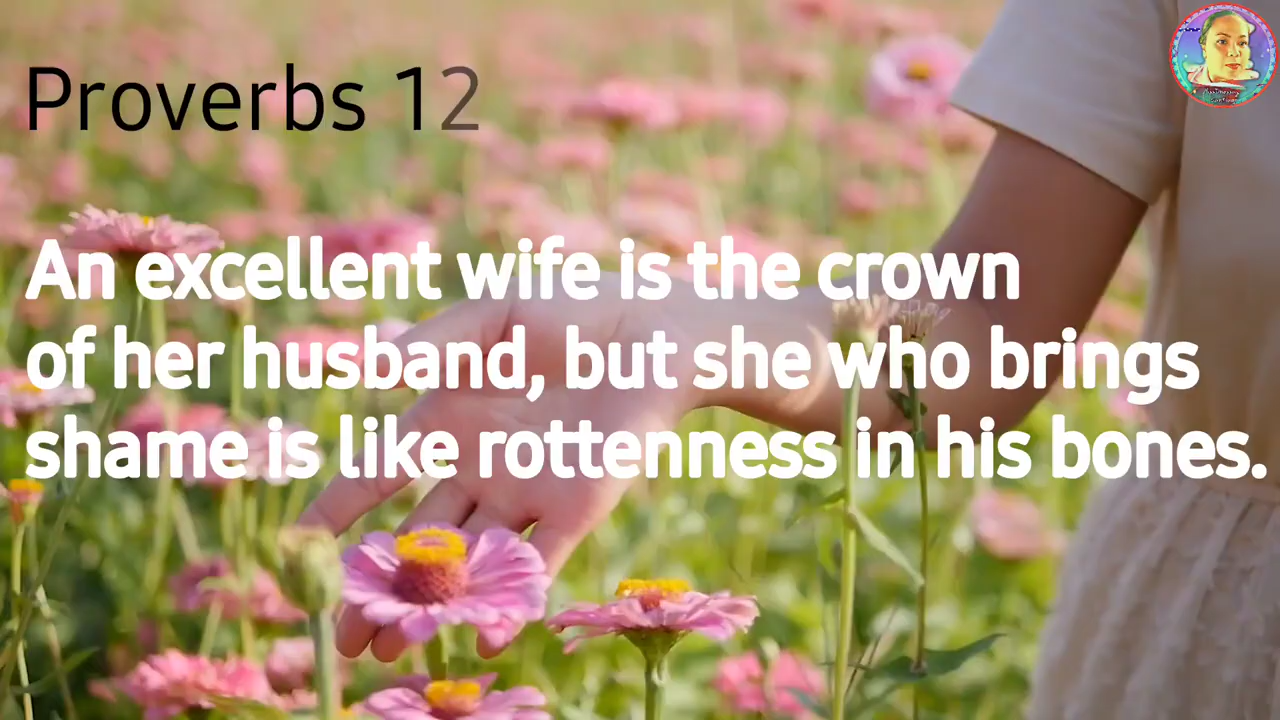 Proverbs 12
An excellent wife is the crown
of her husband, but she who brings
shame is like rottenness in his bones.